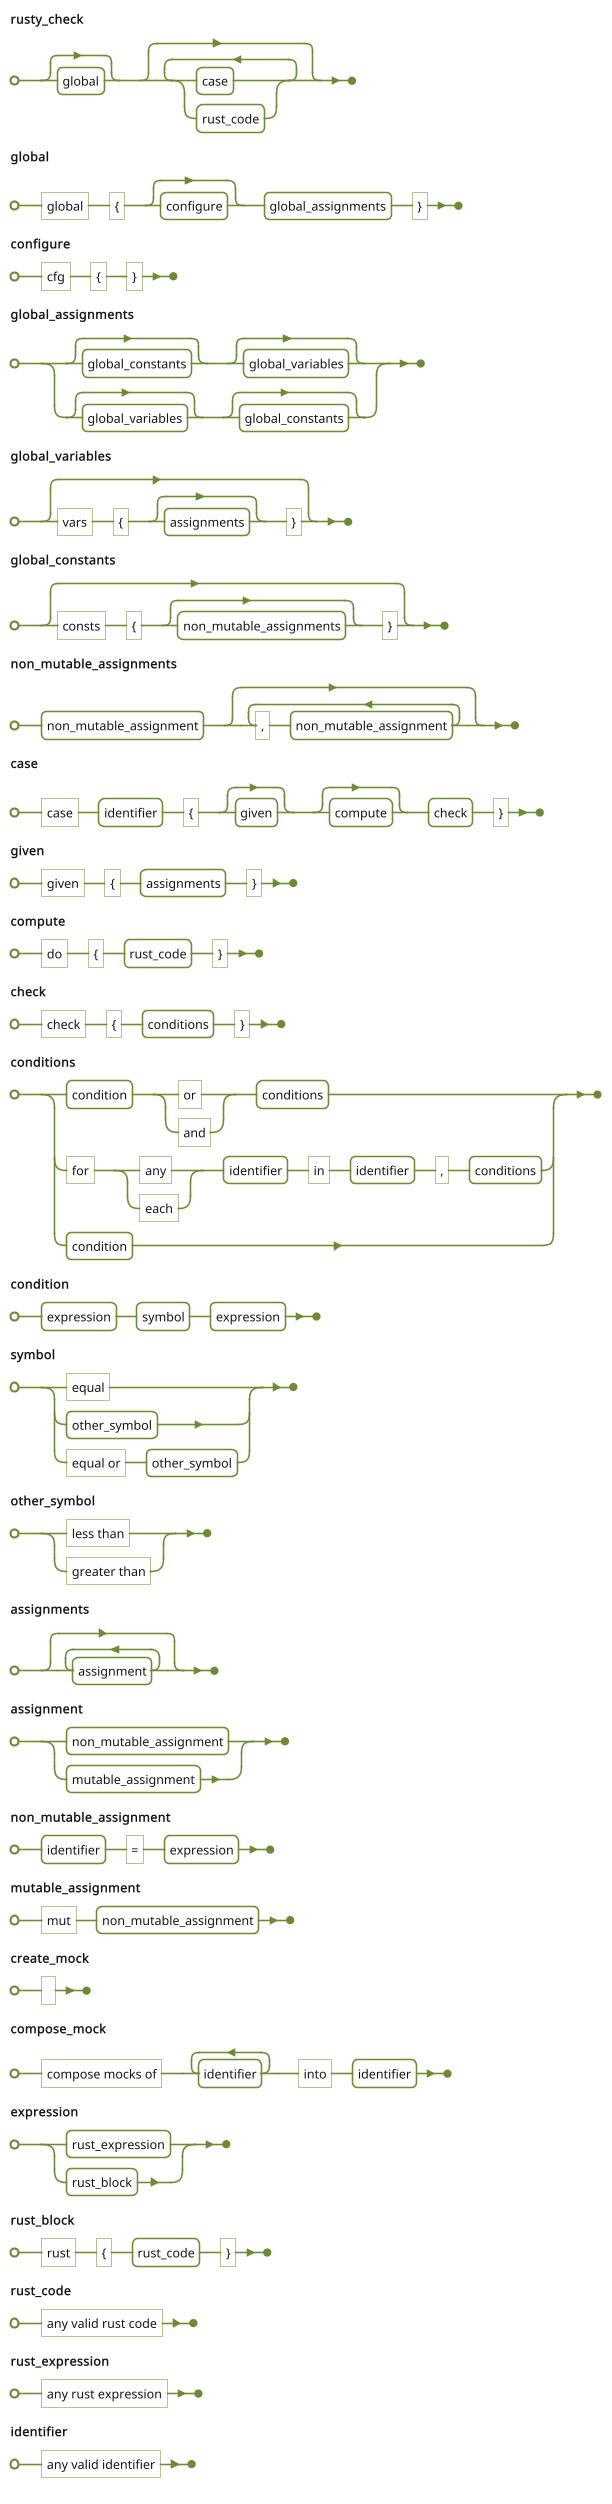 rusty_check
global case
rust_code
global
global { configure global_assignments }
configure
cfg { }
global_assignments
global_constants global_variables
global_variables global_constants
global_variables
vars { assignments }
global_constants
consts { non_mutable_assignments }
non_mutable_assignments
non_mutable_assignment , non_mutable_assignment
case
case identifier { given compute check }
given
given { assignments }
compute
do { rust_code }
check
check { conditions }
conditions
condition or conditions
and
for any identifier in identifier , conditions
each
condition
condition
expression symbol expression
symbol
equal
other_symbol
equal or other_symbol
other_symbol
less than
greater than
assignments
assignment
assignment
non_mutable_assignment
mutable_assignment
non_mutable_assignment
identifier = expression
mutable_assignment
mut non_mutable_assignment
create_mock
compose_mock
compose mocks of identifier into identifier
expression
rust_expression
rust_block
rust_block
rust { rust_code }
rust_code
any valid rust code
rust_expression
any rust expression
identifier
any valid identifier